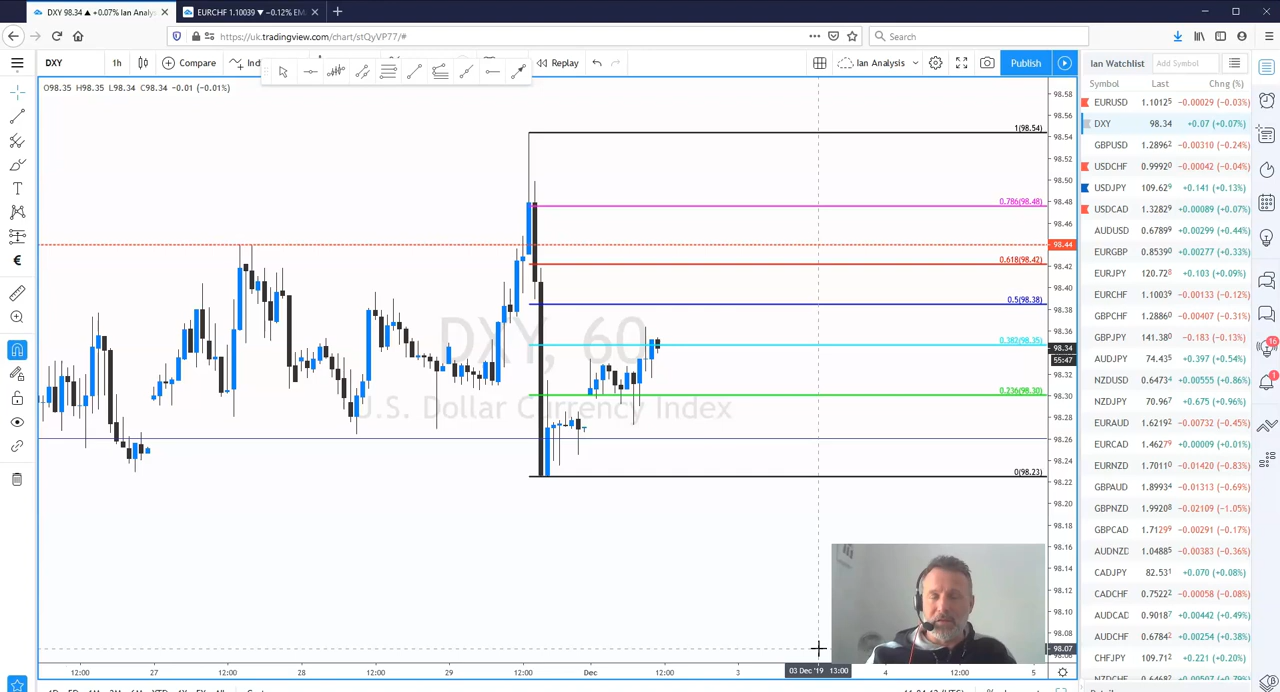 DXY 98.34 ▲ +0.07% Ian Analys
EURCHF 1.10039 ▼ −0.12% EM
https://uk.tradingview.com/chart/stQyVP77/#
Search
DXY 1h Compare Ind Replay Ian Analysis Publish
O98.35 H98.35 L98.34 C98.34 −0.01 (−0.01%)
DXY, 60
U.S. Dollar Currency Index
1(98.54)
0.786(98.48)
0.618(98.42)
0.5(98.38)
0.382(98.35)
0.236(98.30)
0(98.23)
98.58
98.56
98.54
98.52
98.50
98.48
98.46
98.44
98.42
98.40
98.38
98.36
98.34
55:47
98.32
98.30
98.28
98.26
98.24
98.22
98.20
98.18
98.16
98.14
98.12
98.10
98.08
98.07
12:00 27 12:00 28 12:00 29 12:00 Dec 12:00 3 03 Dec '19 13:00 4 12:00 5
Ian Watchlist Add Symbol
Symbol Last Chng (%)
EURUSD 1.10125 −0.00029 (−0.03%)
DXY 98.34 +0.07 (+0.07%)
GBPUSD 1.28962 −0.00310 (−0.24%)
USDCHF 0.99920 −0.00042 (−0.04%)
USDJPY 109.629 +0.141 (+0.13%)
USDCAD 1.32829 +0.00089 (+0.07%)
AUDUSD 0.67899 +0.00299 (+0.44%)
EURGBP 0.85390 +0.00277 (+0.33%)
EURJPY 120.728 +0.103 (+0.09%)
EURCHF 1.10039 −0.00133 (−0.12%)
GBPCHF 1.28860 −0.00407 (−0.31%)
GBPJPY 141.380 −0.183 (−0.13%)
AUDJPY 74.435 +0.397 (+0.54%)
NZDUSD 0.64734 +0.00555 (+0.86%)
NZDJPY 70.967 +0.675 (+0.96%)
EURAUD 1.62192 −0.00732 (−0.45%)
EURCAD 1.46279 +0.00009 (+0.01%)
EURNZD 1.70110 −0.01420 (−0.83%)
GBPAUD 1.89934 −0.01313 (−0.69%)
GBPNZD 1.99208 −0.02109 (−1.05%)
GBPCAD 1.71299 −0.00291 (−0.17%)
AUDNZD 1.04885 −0.00383 (−0.36%)
CADJPY 82.531 +0.070 (+0.08%)
CADCHF 0.75222 −0.00058 (−0.08%)
AUDCAD 0.90187 +0.00442 (+0.49%)
AUDCHF 0.67842 +0.00255 (+0.38%)
CHFJPY 109.712 +0.221 (+0.20%)
16
1